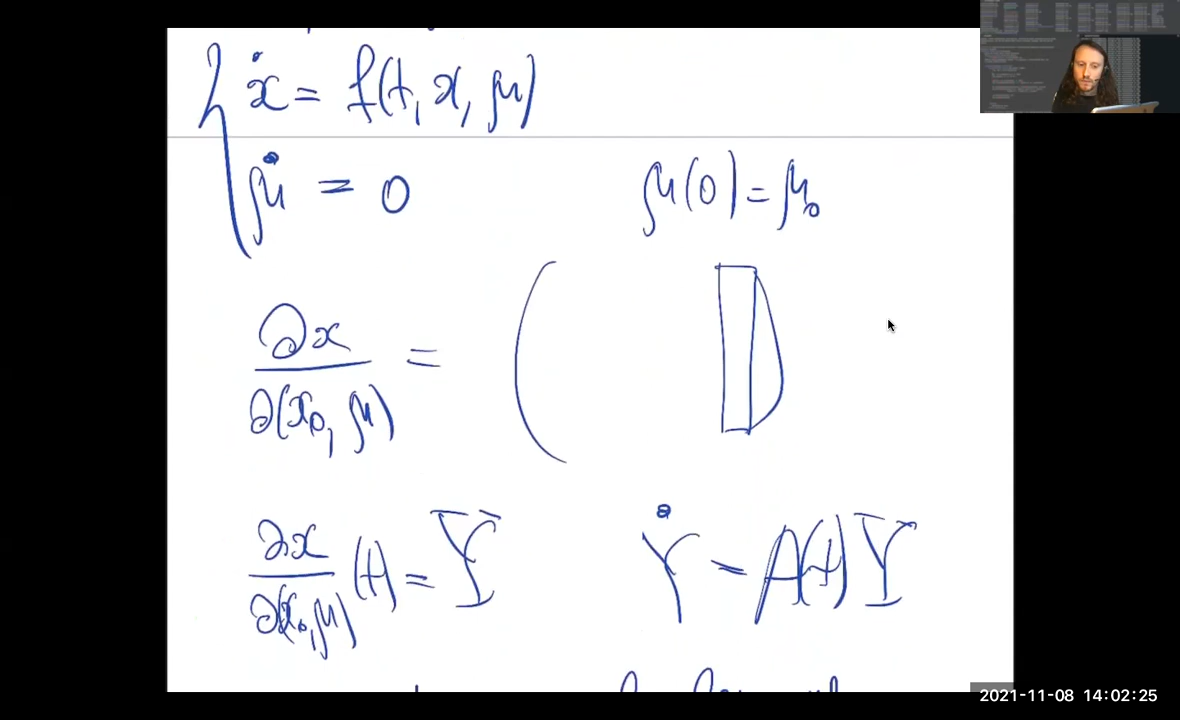 { ẋ = f(t, x, μ)
μ̇ = 0 μ(0) = μ₀
∂x / ∂(x₀, μ) = ( )
∂x / ∂(x₀, μ) (t) = Y Ẏ = A(t) Y
2021-11-08 14:02:25